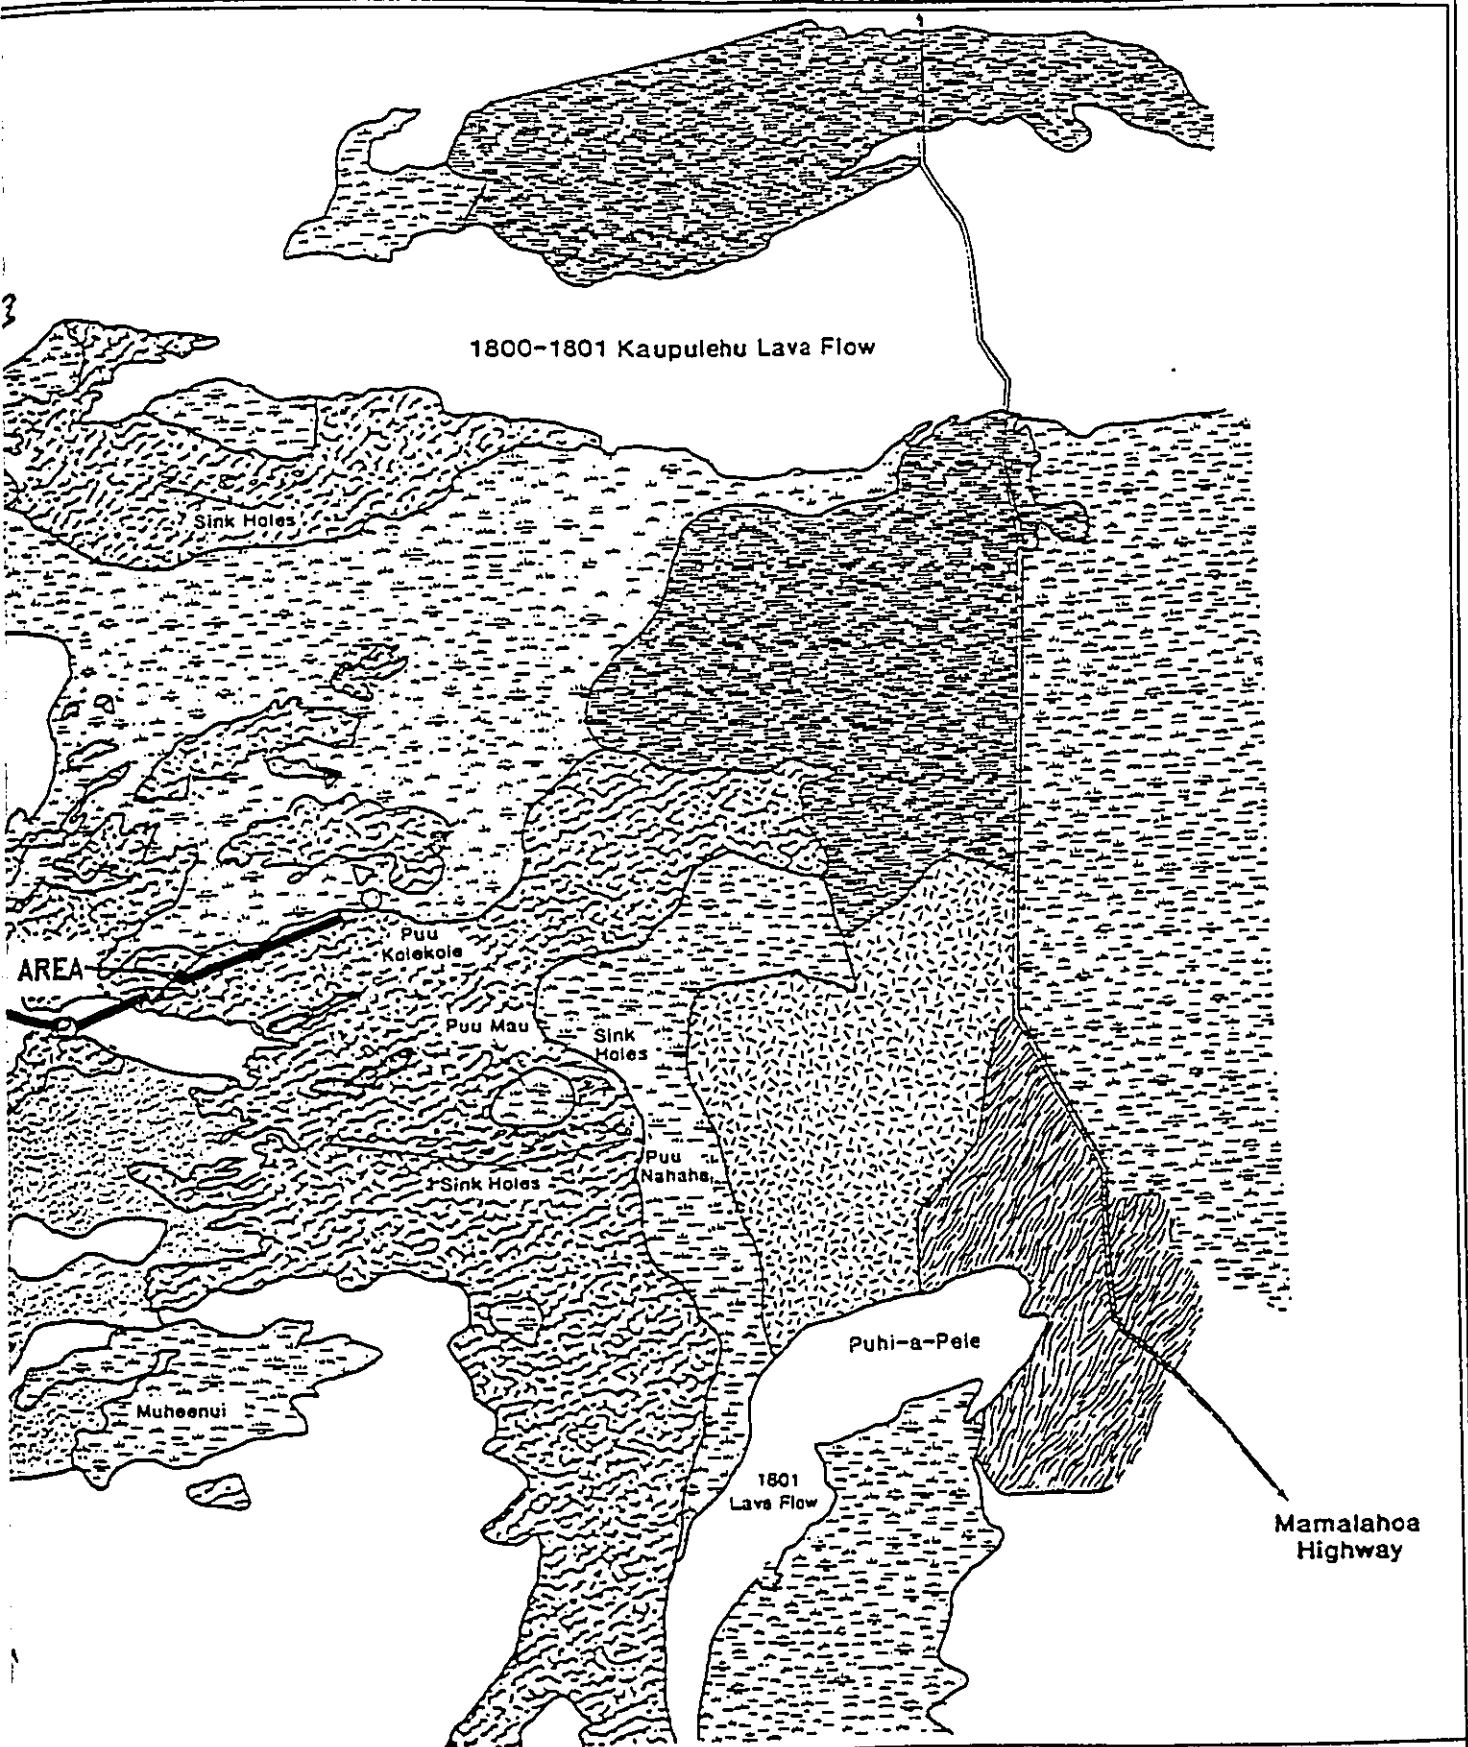 3
1800-1801 Kaupulehu Lava Flow
Sink Holes
Puu
Kolekole
AREA
Puu Mau
Sink
Holes
Puu
Nahaha
Sink Holes
Puhi-a-Pele
Muheenui
1801
Lava Flow
Mamalahoa
Highway